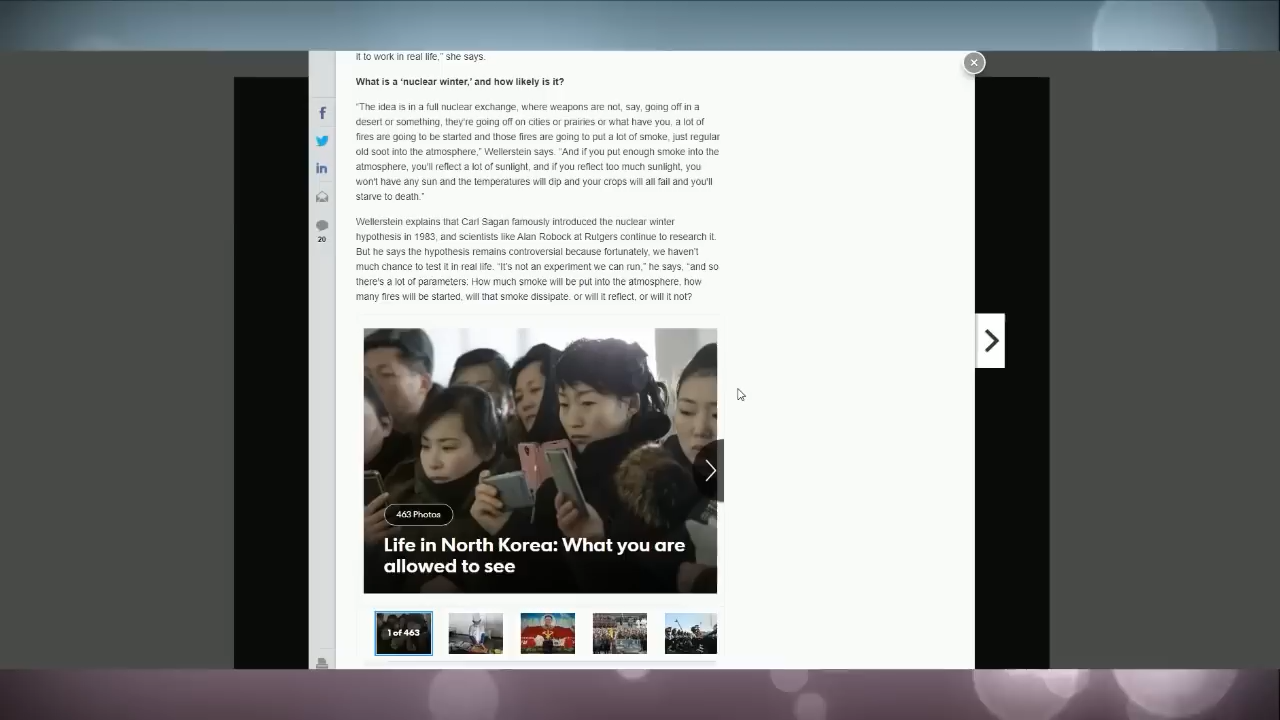 it to work in real life,” she says.
What is a ‘nuclear winter,’ and how likely is it?
“The idea is in a full nuclear exchange, where weapons are not, say, going off in a
desert or something, they're going off on cities or prairies or what have you, a lot of
fires are going to be started and those fires are going to put a lot of smoke, just regular
old soot into the atmosphere,” Wellerstein says. “And if you put enough smoke into the
atmosphere, you'll reflect a lot of sunlight, and if you reflect too much sunlight, you
won't have any sun and the temperatures will dip and your crops will all fail and you'll
starve to death.”
Wellerstein explains that Carl Sagan famously introduced the nuclear winter
hypothesis in 1983, and scientists like Alan Robock at Rutgers continue to research it.
But he says the hypothesis remains controversial because fortunately, we haven't
much chance to test it in real life. “It's not an experiment we can run,” he says, “and so
there's a lot of parameters: How much smoke will be put into the atmosphere, how
many fires will be started, will that smoke dissipate, or will it reflect, or will it not?
20
463 Photos
Life in North Korea: What you are
allowed to see
1 of 463